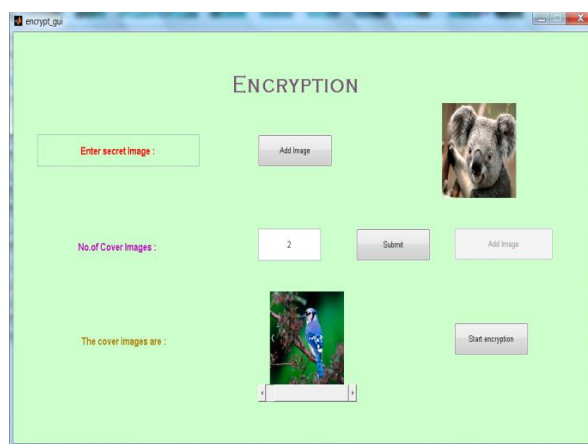 encrypt_gui
ENCRYPTION
Enter secret Image :
Add Image
No.of Cover Images :
2
Submit
Add Image
The cover images are :
Start encryption